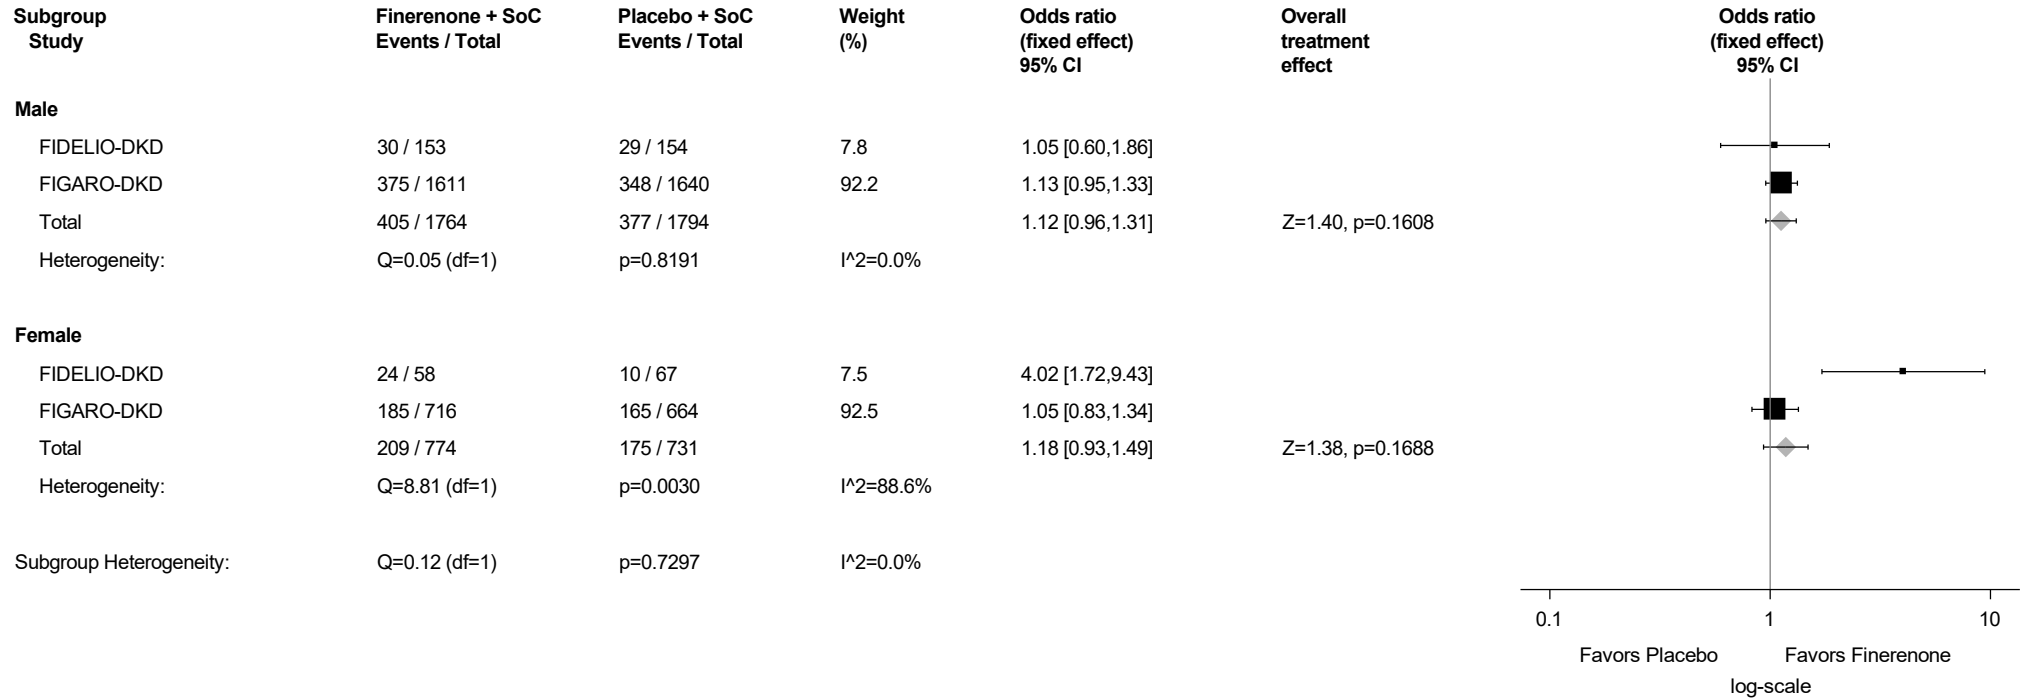 Subgroup Finerenone + SoC Placebo + SoC Weight Odds ratio Overall Odds ratio
Study Events / Total Events / Total (%) (fixed effect) treatment (fixed effect)
95% CI effect 95% CI
Male
FIDELIO-DKD 30 / 153 29 / 154 7.8 1.05 [0.60,1.86]
FIGARO-DKD 375 / 1611 348 / 1640 92.2 1.13 [0.95,1.33]
Total 405 / 1764 377 / 1794 1.12 [0.96,1.31] Z=1.40, p=0.1608
Heterogeneity: Q=0.05 (df=1) p=0.8191 I^2=0.0%
Female
FIDELIO-DKD 24 / 58 10 / 67 7.5 4.02 [1.72,9.43]
FIGARO-DKD 185 / 716 165 / 664 92.5 1.05 [0.83,1.34]
Total 209 / 774 175 / 731 1.18 [0.93,1.49] Z=1.38, p=0.1688
Heterogeneity: Q=8.81 (df=1) p=0.0030 I^2=88.6%
Subgroup Heterogeneity: Q=0.12 (df=1) p=0.7297 I^2=0.0%
0.1 1 10
Favors Placebo Favors Finerenone
log-scale